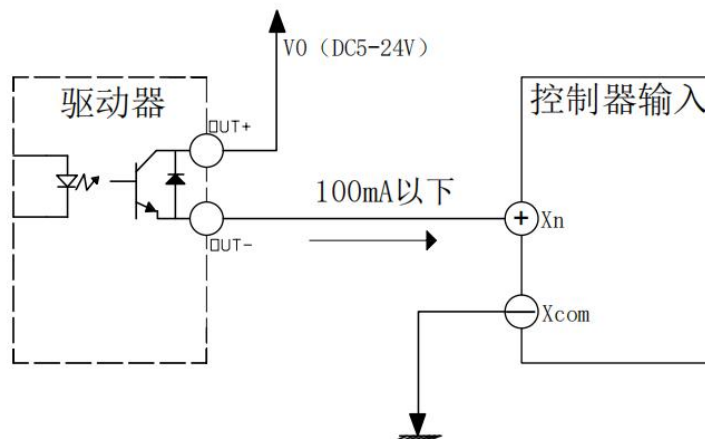 VO（DC5-24V）
驱动器
控制器输入
OUT+
100mA以下
+ Xn
OUT-
Xcom